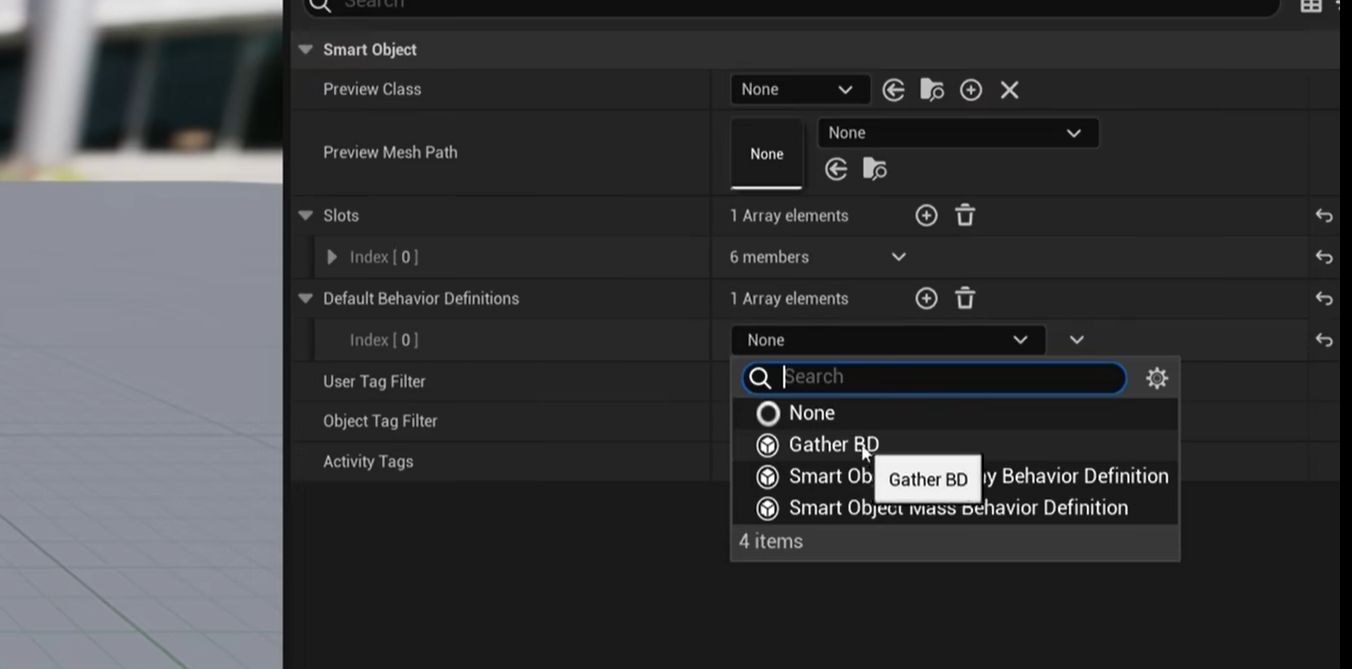 Search
Smart Object
Preview Class
None
Preview Mesh Path
None
None
Slots
1 Array elements
Index [ 0 ]
6 members
Default Behavior Definitions
1 Array elements
Index [ 0 ]
None
User Tag Filter
Search
Object Tag Filter
None
Gather BD
Activity Tags
Smart Ob
y Behavior Definition
Gather BD
Smart Object Mass Behavior Definition
4 items